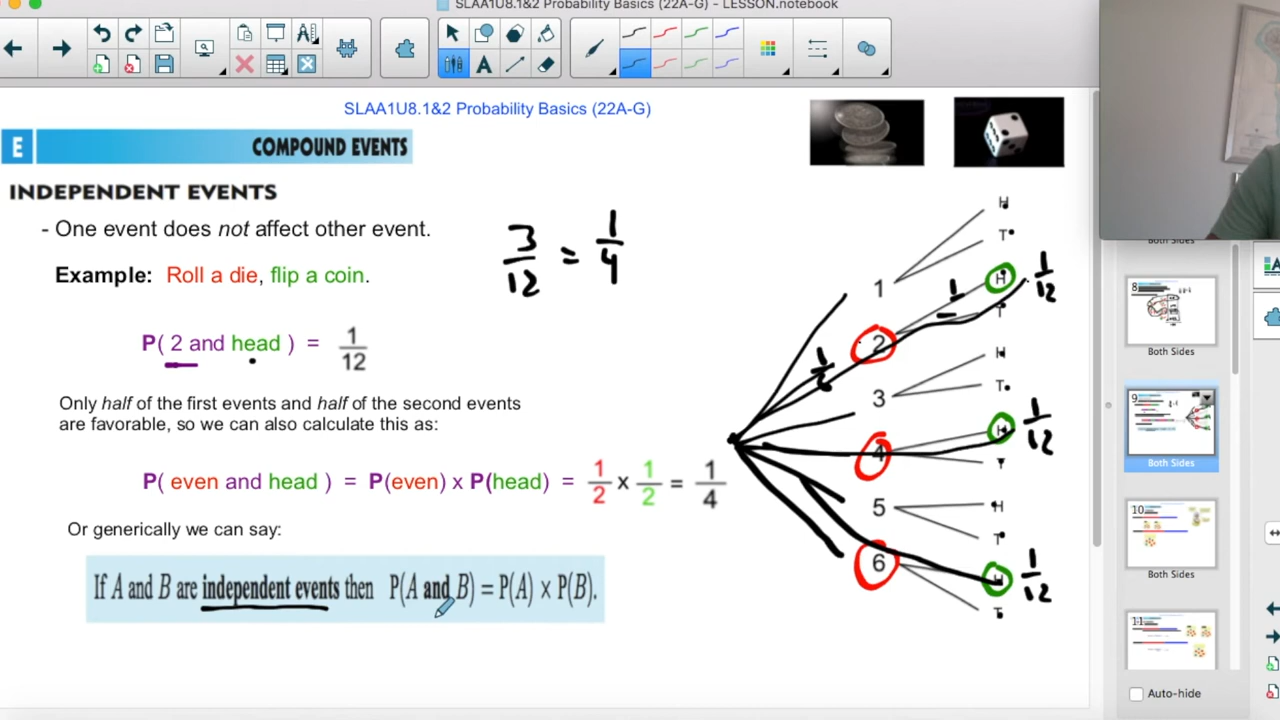 SLAA1U8.1&2 Probability Basics (22A-G) - LESSON.notebook
A
SLAA1U8.1&2 Probability Basics (22A-G)
E COMPOUND EVENTS
INDEPENDENT EVENTS
- One event does not affect other event.
3/12 = 1/4
Example: Roll a die, flip a coin.
P( 2 and head ) = 1/12
Only half of the first events and half of the second events
are favorable, so we can also calculate this as:
P( even and head ) = P(even) x P(head) = 1/2 x 1/2 = 1/4
Or generically we can say:
If A and B are independent events then P(A and B) = P(A) × P(B).
H
1
T
H 1/12
2
T
H
3
T
H 1/12
4
T
H
5
T
H 1/12
6
T
Both Sides
8
Both Sides
9
Both Sides
10
Both Sides
11
Auto-hide